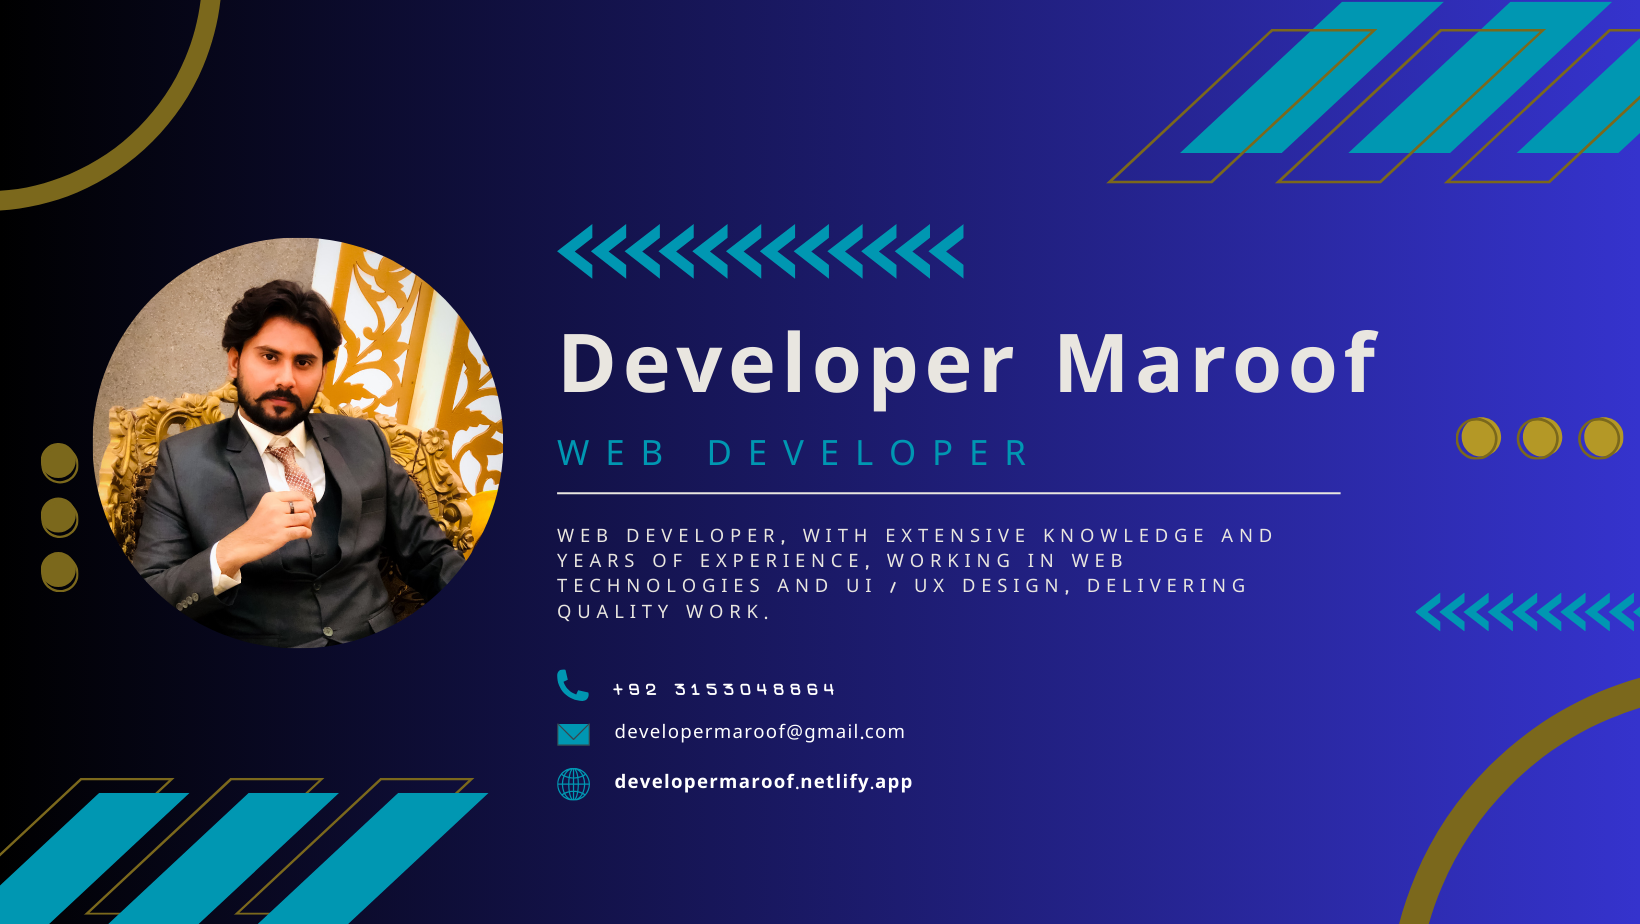 Developer Maroof
WEB DEVELOPER
WEB DEVELOPER, WITH EXTENSIVE KNOWLEDGE AND
YEARS OF EXPERIENCE, WORKING IN WEB
TECHNOLOGIES AND UI / UX DESIGN, DELIVERING
QUALITY WORK.
+92 3153048864
developermaroof@gmail.com
developermaroof.netlify.app